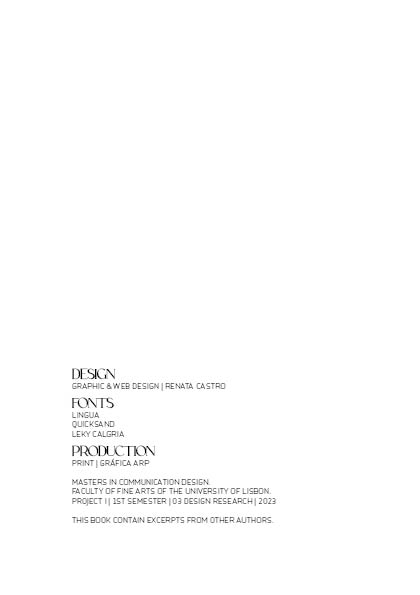 DESIGN
GRAPHIC & WEB DESIGN | RENATA CASTRO
FONTS
LINGUA
QUICKSAND
LEKY CALGRIA
PRODUCTION
PRINT | GRÁFICA ARP
MASTERS IN COMMUNICATION DESIGN.
FACULTY OF FINE ARTS OF THE UNIVERSITY OF LISBON.
PROJECT I | 1ST SEMESTER | 03 DESIGN RESEARCH | 2023
THIS BOOK CONTAIN EXCERPTS FROM OTHER AUTHORS.